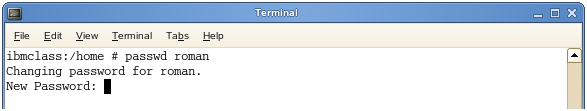 Terminal
File Edit View Terminal Tabs Help
ibmclass:/home # passwd roman
Changing password for roman.
New Password: